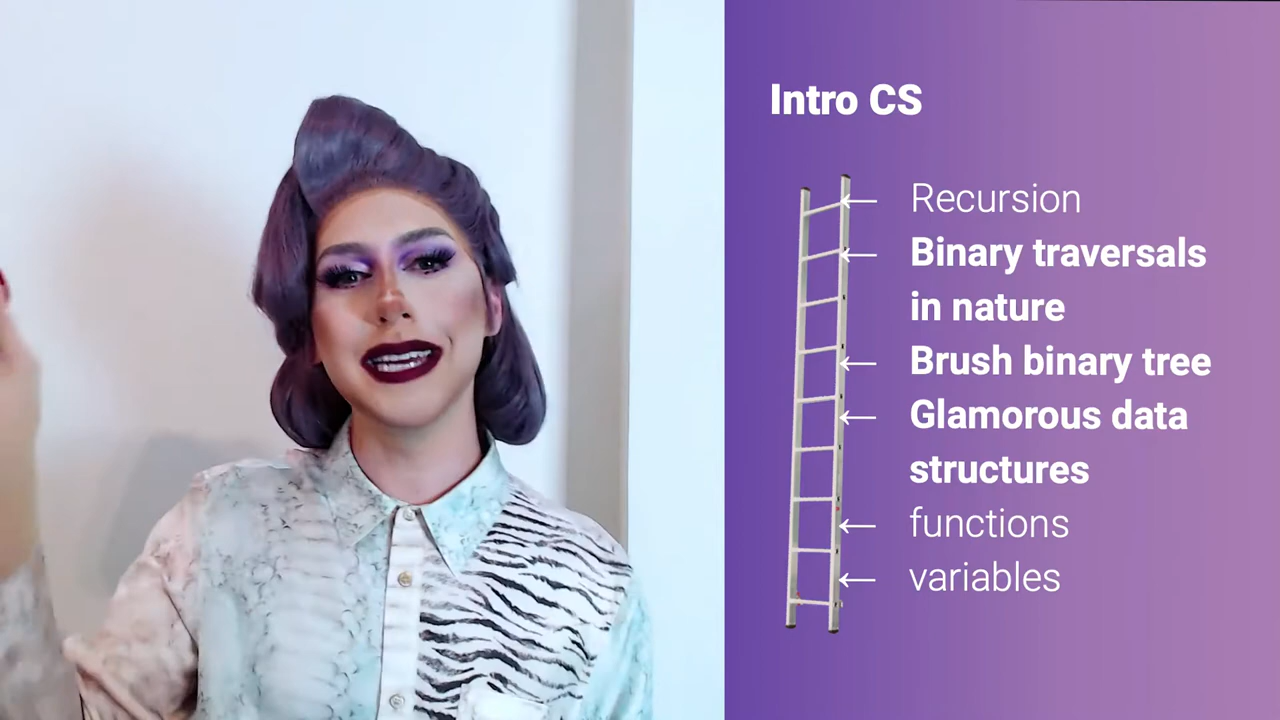 Intro CS
Recursion
Binary traversals
in nature
Brush binary tree
Glamorous data
structures
functions
variables